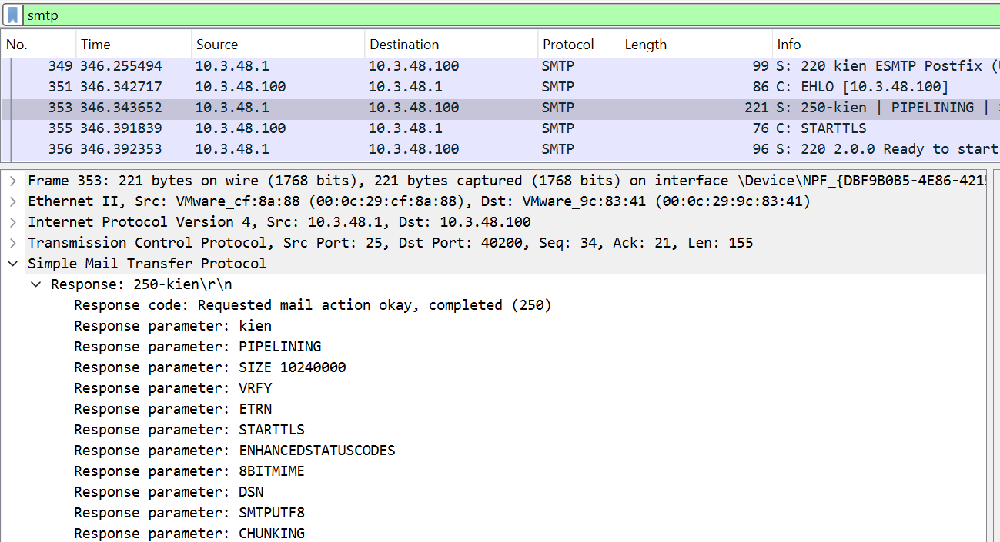 smtp
No. Time Source Destination Protocol Length Info
349 346.255494 10.3.48.1 10.3.48.100 SMTP 99 S: 220 kien ESMTP Postfix (
351 346.342717 10.3.48.100 10.3.48.1 SMTP 86 C: EHLO [10.3.48.100]
353 346.343652 10.3.48.1 10.3.48.100 SMTP 221 S: 250-kien | PIPELINING |
355 346.391839 10.3.48.100 10.3.48.1 SMTP 76 C: STARTTLS
356 346.392353 10.3.48.1 10.3.48.100 SMTP 96 S: 220 2.0.0 Ready to start
Frame 353: 221 bytes on wire (1768 bits), 221 bytes captured (1768 bits) on interface \Device\NPF_{DBF9B0B5-4E86-4215
Ethernet II, Src: VMware_cf:8a:88 (00:0c:29:cf:8a:88), Dst: VMware_9c:83:41 (00:0c:29:9c:83:41)
Internet Protocol Version 4, Src: 10.3.48.1, Dst: 10.3.48.100
Transmission Control Protocol, Src Port: 25, Dst Port: 40200, Seq: 34, Ack: 21, Len: 155
Simple Mail Transfer Protocol
Response: 250-kien\r\n
Response code: Requested mail action okay, completed (250)
Response parameter: kien
Response parameter: PIPELINING
Response parameter: SIZE 10240000
Response parameter: VRFY
Response parameter: ETRN
Response parameter: STARTTLS
Response parameter: ENHANCEDSTATUSCODES
Response parameter: 8BITMIME
Response parameter: DSN
Response parameter: SMTPUTF8
Response parameter: CHUNKING